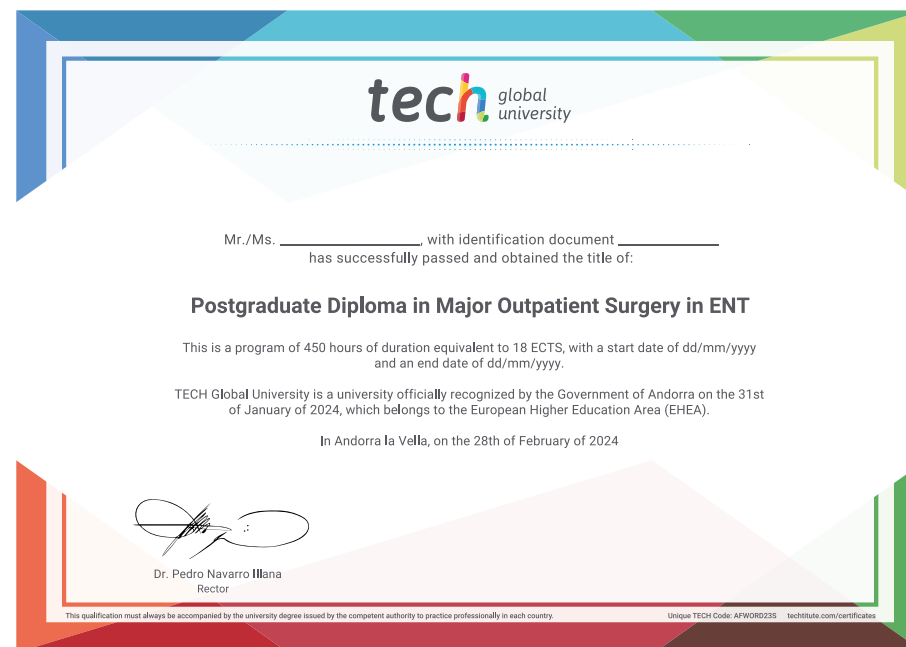 tech global
university
Mr./Ms. ____________, with identification document ____________
has successfully passed and obtained the title of:
Postgraduate Diploma in Major Outpatient Surgery in ENT
This is a program of 450 hours of duration equivalent to 18 ECTS, with a start date of dd/mm/yyyy
and an end date of dd/mm/yyyy.
TECH Global University is a university officially recognized by the Government of Andorra on the 31st
of January of 2024, which belongs to the European Higher Education Area (EHEA).
In Andorra la Vella, on the 28th of February of 2024
Dr. Pedro Navarro Illana
Rector
This qualification must always be accompanied by the university degree issued by the competent authority to practice professionally in each country.
Unique TECH Code: AFWORD23S techtitute.com/certificates